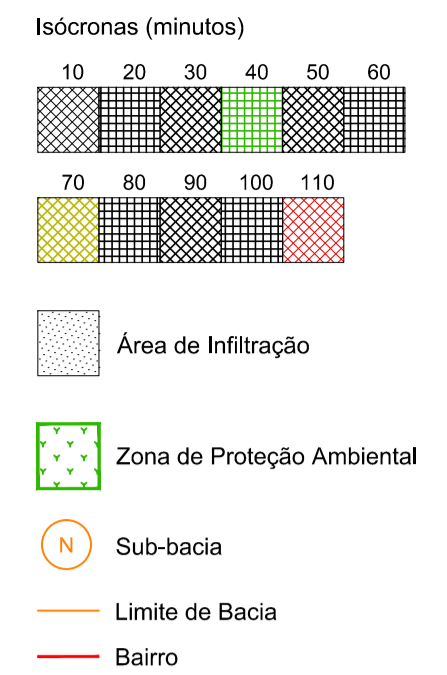 Isócronas (minutos)
10 20 30 40 50 60
70 80 90 100 110
Área de Infiltração
Zona de Proteção Ambiental
N Sub-bacia
Limite de Bacia
Bairro